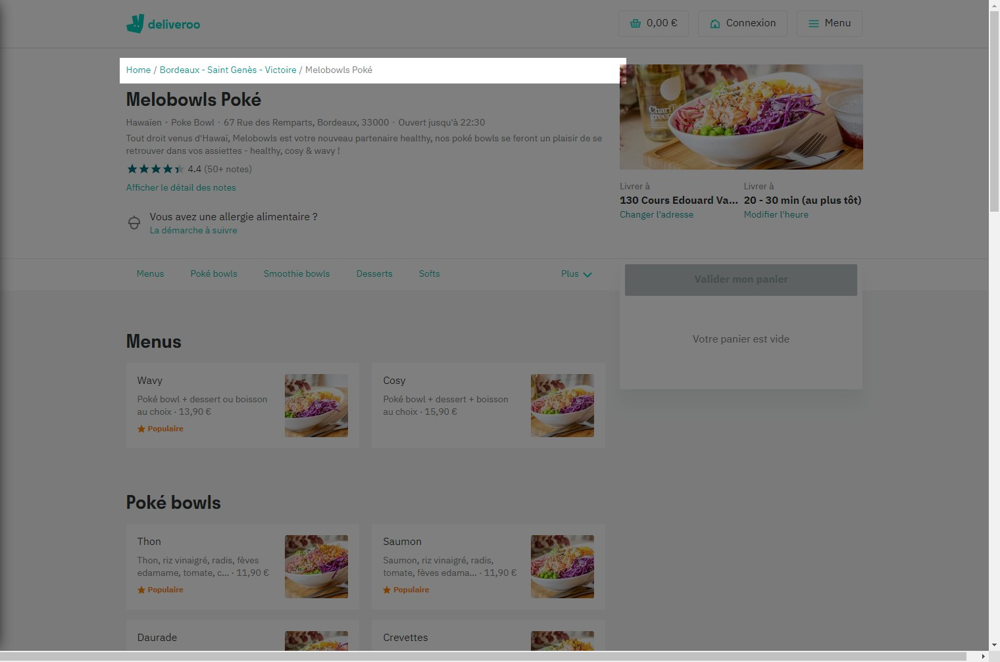 deliveroo
0,00 €
Connexion
Menu
Home / Bordeaux - Saint Genès - Victoire / Melobowls Poké
Melobowls Poké
Hawaïen · Poke Bowl · 67 Rue des Remparts, Bordeaux, 33000 · Ouvert jusqu'à 22:30
Tout droit venus d'Hawaï, Melobowls est votre nouveau partenaire healthy, nos poké bowls se feront un plaisir de se
retrouver dans vos assiettes - healthy, cosy & wavy !
4.4 (50+ notes)
Afficher le détail des notes
Vous avez une allergie alimentaire ?
La démarche à suivre
ChariT
green
Livrer à
130 Cours Edouard Va...
Changer l'adresse
Livrer à
20 - 30 min (au plus tôt)
Modifier l'heure
Menus
Poké bowls
Smoothie bowls
Desserts
Softs
Plus
Valider mon panier
Votre panier est vide
Menus
Wavy
Poké bowl + dessert ou boisson
au choix · 13,90 €
Populaire
Cosy
Poké bowl + dessert + boisson
au choix · 15,90 €
Poké bowls
Thon
Thon, riz vinaigré, radis, fèves
edamame, tomate, c... · 11,90 €
Populaire
Saumon
Saumon, riz vinaigré, radis,
tomate, fèves edama... · 11,90 €
Populaire
Daurade
Crevettes